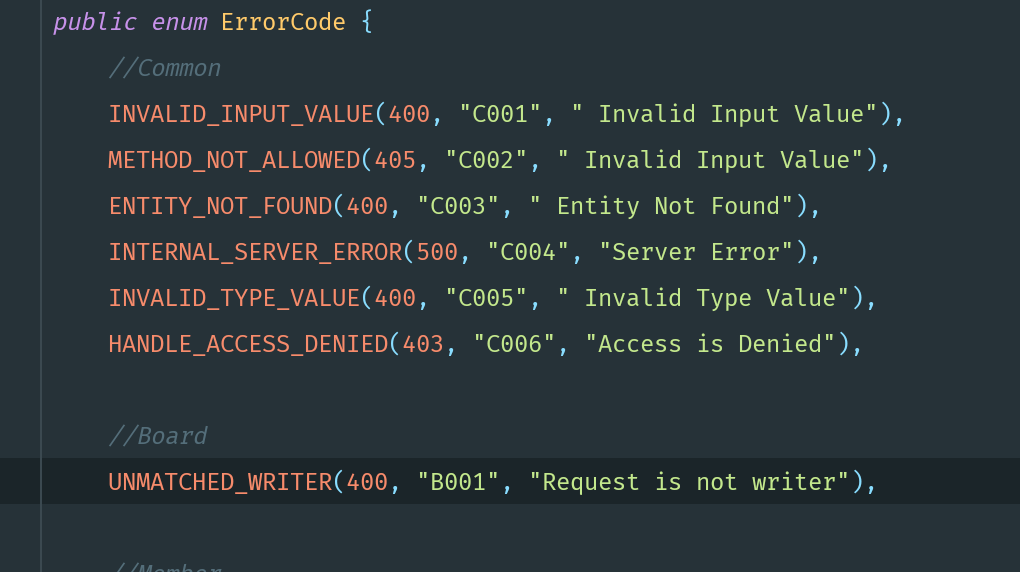 public enum ErrorCode {
//Common
INVALID_INPUT_VALUE(400, "C001", " Invalid Input Value"),
METHOD_NOT_ALLOWED(405, "C002", " Invalid Input Value"),
ENTITY_NOT_FOUND(400, "C003", " Entity Not Found"),
INTERNAL_SERVER_ERROR(500, "C004", "Server Error"),
INVALID_TYPE_VALUE(400, "C005", " Invalid Type Value"),
HANDLE_ACCESS_DENIED(403, "C006", "Access is Denied"),
//Board
UNMATCHED_WRITER(400, "B001", "Request is not writer"),
//Member